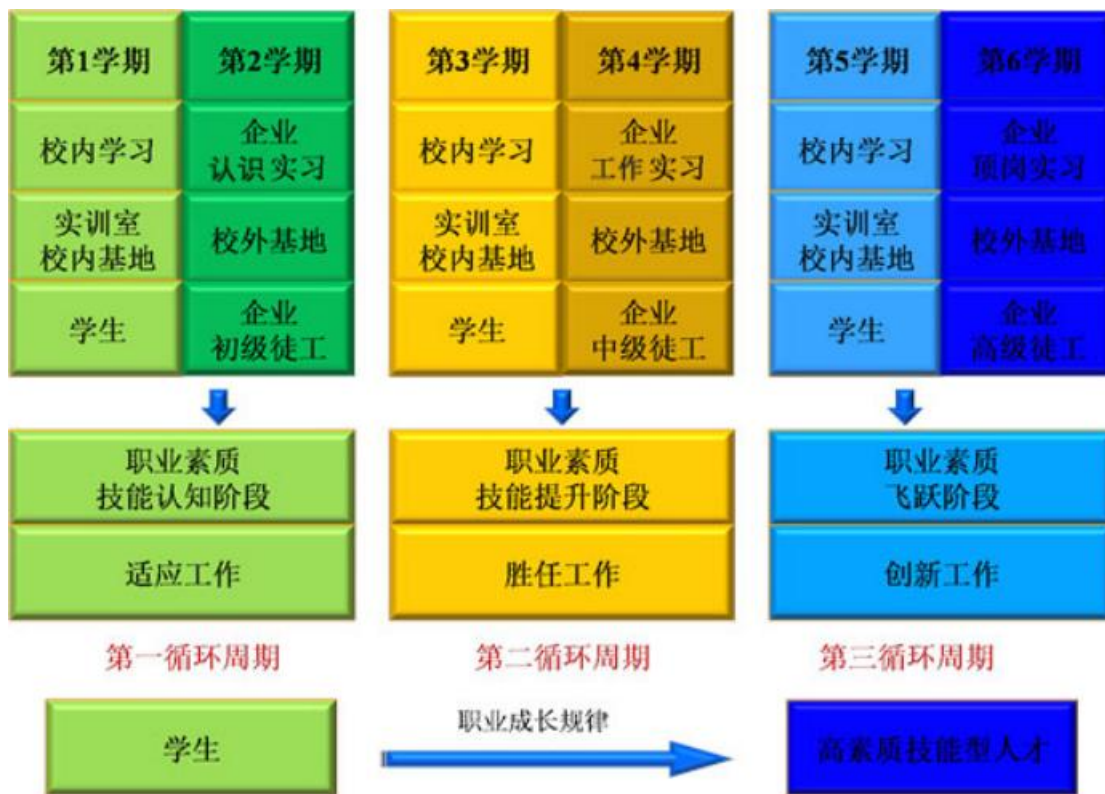 第1学期
第2学期
第3学期
第4学期
第5学期
第6学期
校内学习
企业
认识实习
校内学习
企业
工作实习
校内学习
企业
顶岗实习
实训室
校内基地
校外基地
实训室
校内基地
校外基地
实训室
校内基地
校外基地
学生
企业
初级徒工
学生
企业
中级徒工
学生
企业
高级徒工
职业素质
技能认知阶段
职业素质
技能提升阶段
职业素质
飞跃阶段
适应工作
胜任工作
创新工作
第一循环周期
第二循环周期
第三循环周期
学生
职业成长规律
高素质技能型人才